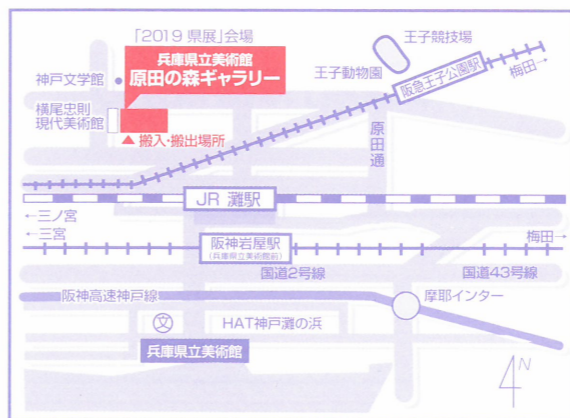 「2019 県展」会場
兵庫県立美術館
原田の森ギャラリー
神戸文学館
横尾忠則
現代美術館
搬入・搬出場所
王子競技場
王子動物園
阪急王子公園駅
梅田→
原田通
JR 灘駅
←三ノ宮
←三宮
阪神岩屋駅
(兵庫県立美術館前)
梅田→
国道2号線
国道43号線
阪神高速神戸線
摩耶インター
文
HAT神戸灘の浜
兵庫県立美術館
N